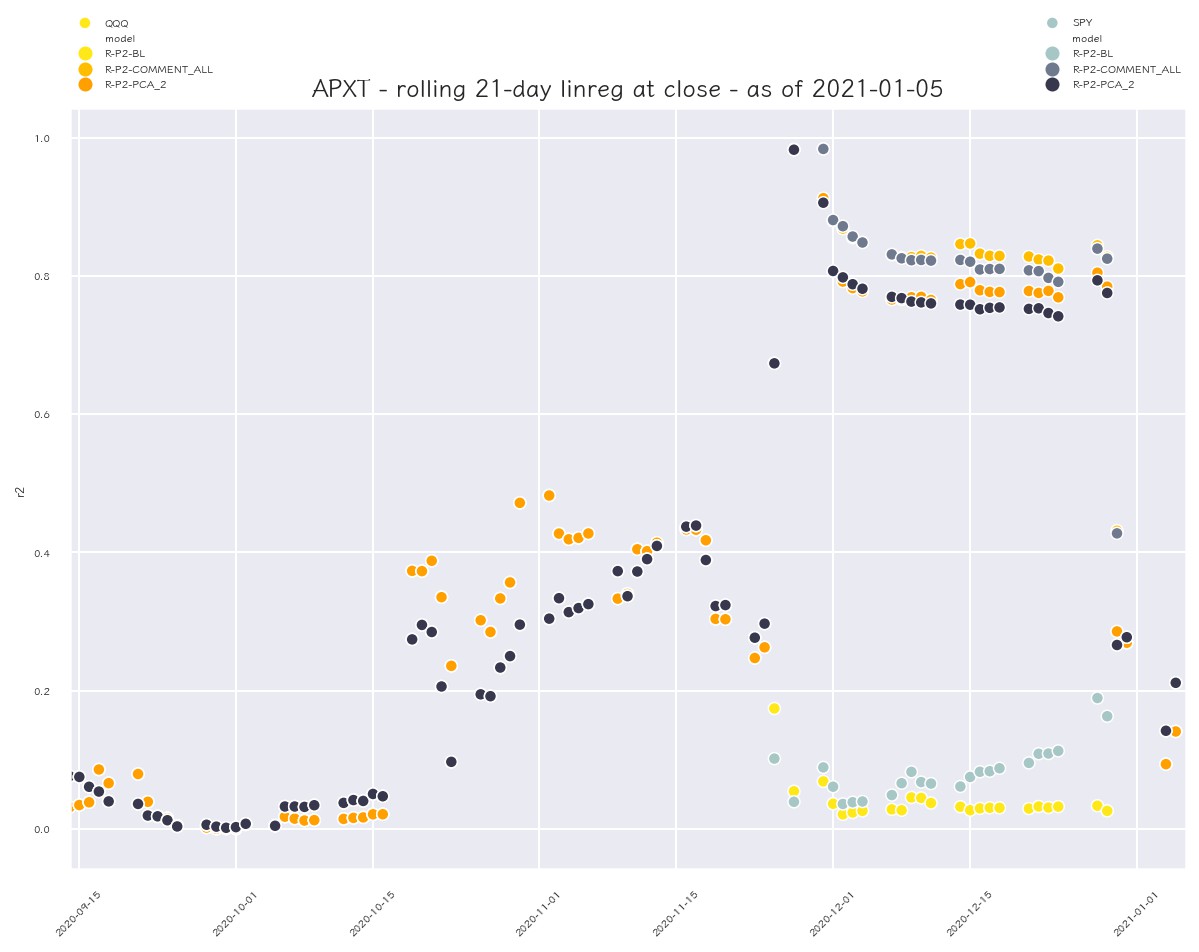 QQQ
model
R-P2-BL
R-P2-COMMENT_ALL
R-P2-PCA_2
SPY
model
R-P2-BL
R-P2-COMMENT_ALL
R-P2-PCA_2
APXT - rolling 21-day linreg at close - as of 2021-01-05
1.0
0.8
0.6
0.4
0.2
0.0
r2
2020-09-15
2020-10-01
2020-10-15
2020-11-01
2020-11-15
2020-12-01
2020-12-15
2021-01-01